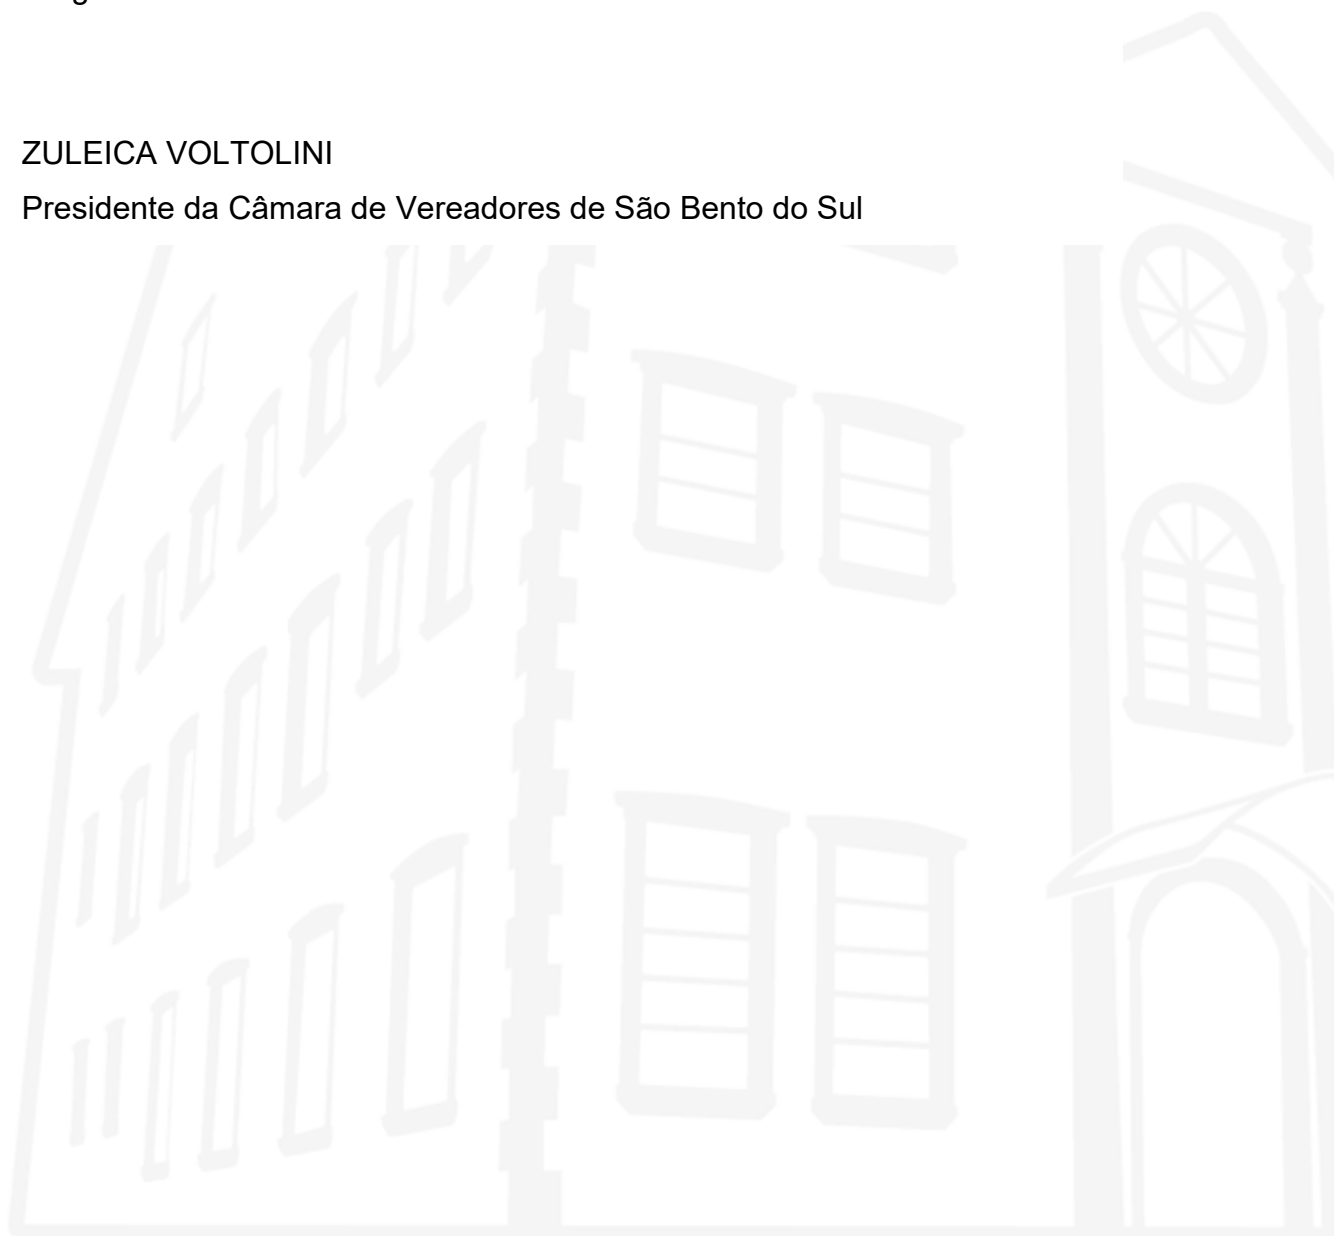 ZULEICA VOLTOLINI
Presidente da Câmara de Vereadores de São Bento do Sul